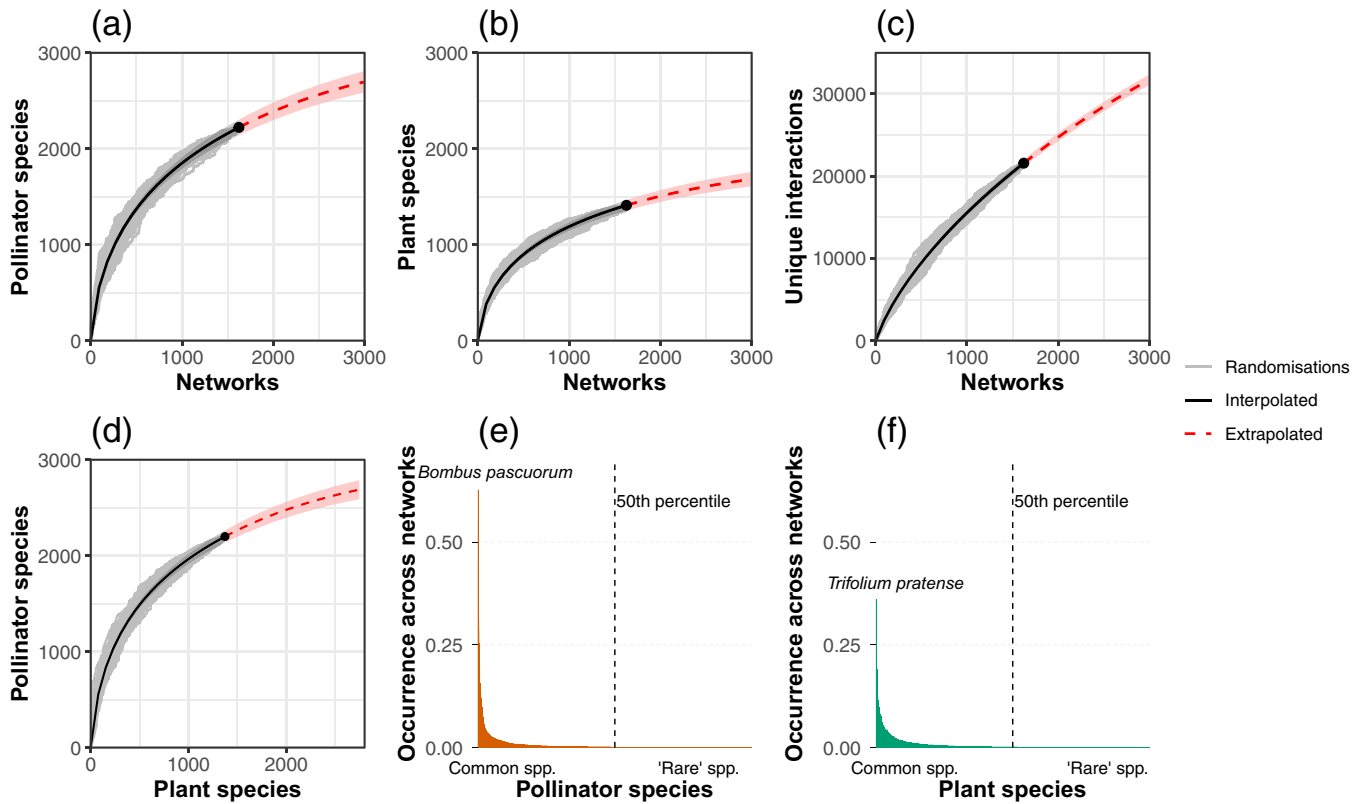 (a)
3000
2000
1000
0
0
1000
2000
3000
Pollinator species
Networks
(b)
3000
2000
1000
0
0
1000
2000
3000
Plant species
Networks
(c)
30000
20000
10000
0
0
1000
2000
3000
Unique interactions
Networks
Randomisations
Interpolated
Extrapolated
(d)
3000
2000
1000
0
0
1000
2000
Pollinator species
Plant species
(e)
Bombus pascuorum
50th percentile
0.50
0.25
0.00
Occurrence across networks
Common spp.
'Rare' spp.
Pollinator species
(f)
50th percentile
Trifolium pratense
0.50
0.25
0.00
Occurrence across networks
Common spp.
'Rare' spp.
Plant species